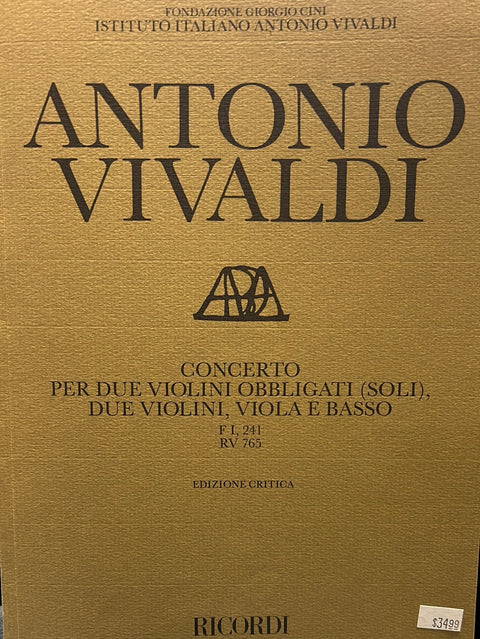 FONDAZIONE GIORGIO CINI
ISTITUTO ITALIANO ANTONIO VIVALDI
ANTONIO
VIVALDI
CONCERTO
PER DUE VIOLINI OBBLIGATI (SOLI),
DUE VIOLINI, VIOLA E BASSO
F I, 241
RV 765
EDIZIONE CRITICA
RICORDI
$34.99